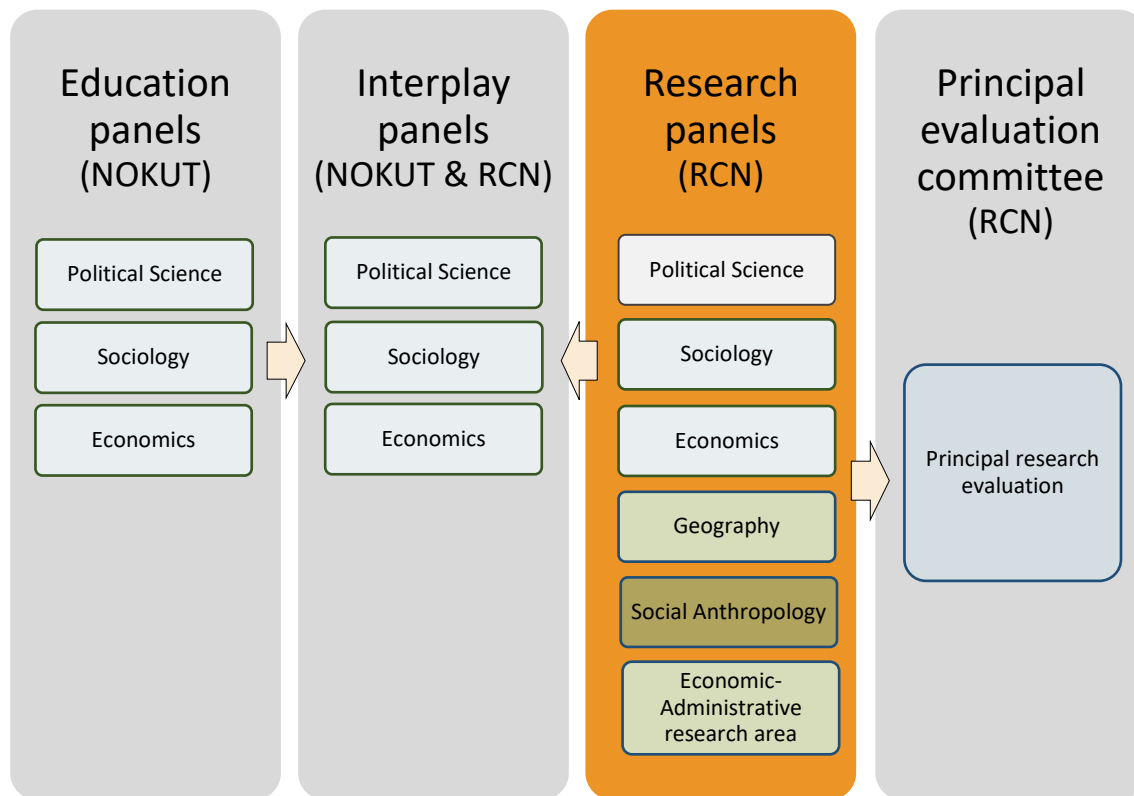 Education
panels
(NOKUT)
Political Science
Sociology
Economics
Interplay
panels
(NOKUT & RCN)
Political Science
Sociology
Economics
Research
panels
(RCN)
Political Science
Sociology
Economics
Geography
Social Anthropology
Economic-
Administrative
research area
Principal
evaluation
committee
(RCN)
Principal research
evaluation